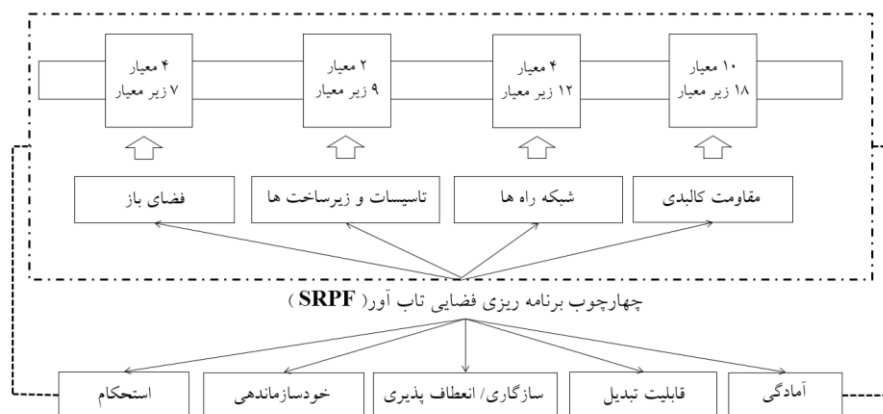 ۱۰ معیار
۱۸ زیر معیار
۴ معیار
۱۲ زیر معیار
۲ معیار
۹ زیر معیار
۴ معیار
۷ زیر معیار
مقاومت کالبدی
شبکه راه ها
تاسیسات و زیرساخت ها
فضای باز
چهارچوب برنامه ریزی فضایی تاب آور( SRPF )
آمادگی
قابلیت تبدیل
سازگاری/ انعطاف پذیری
خودسازماندهی
استحکام